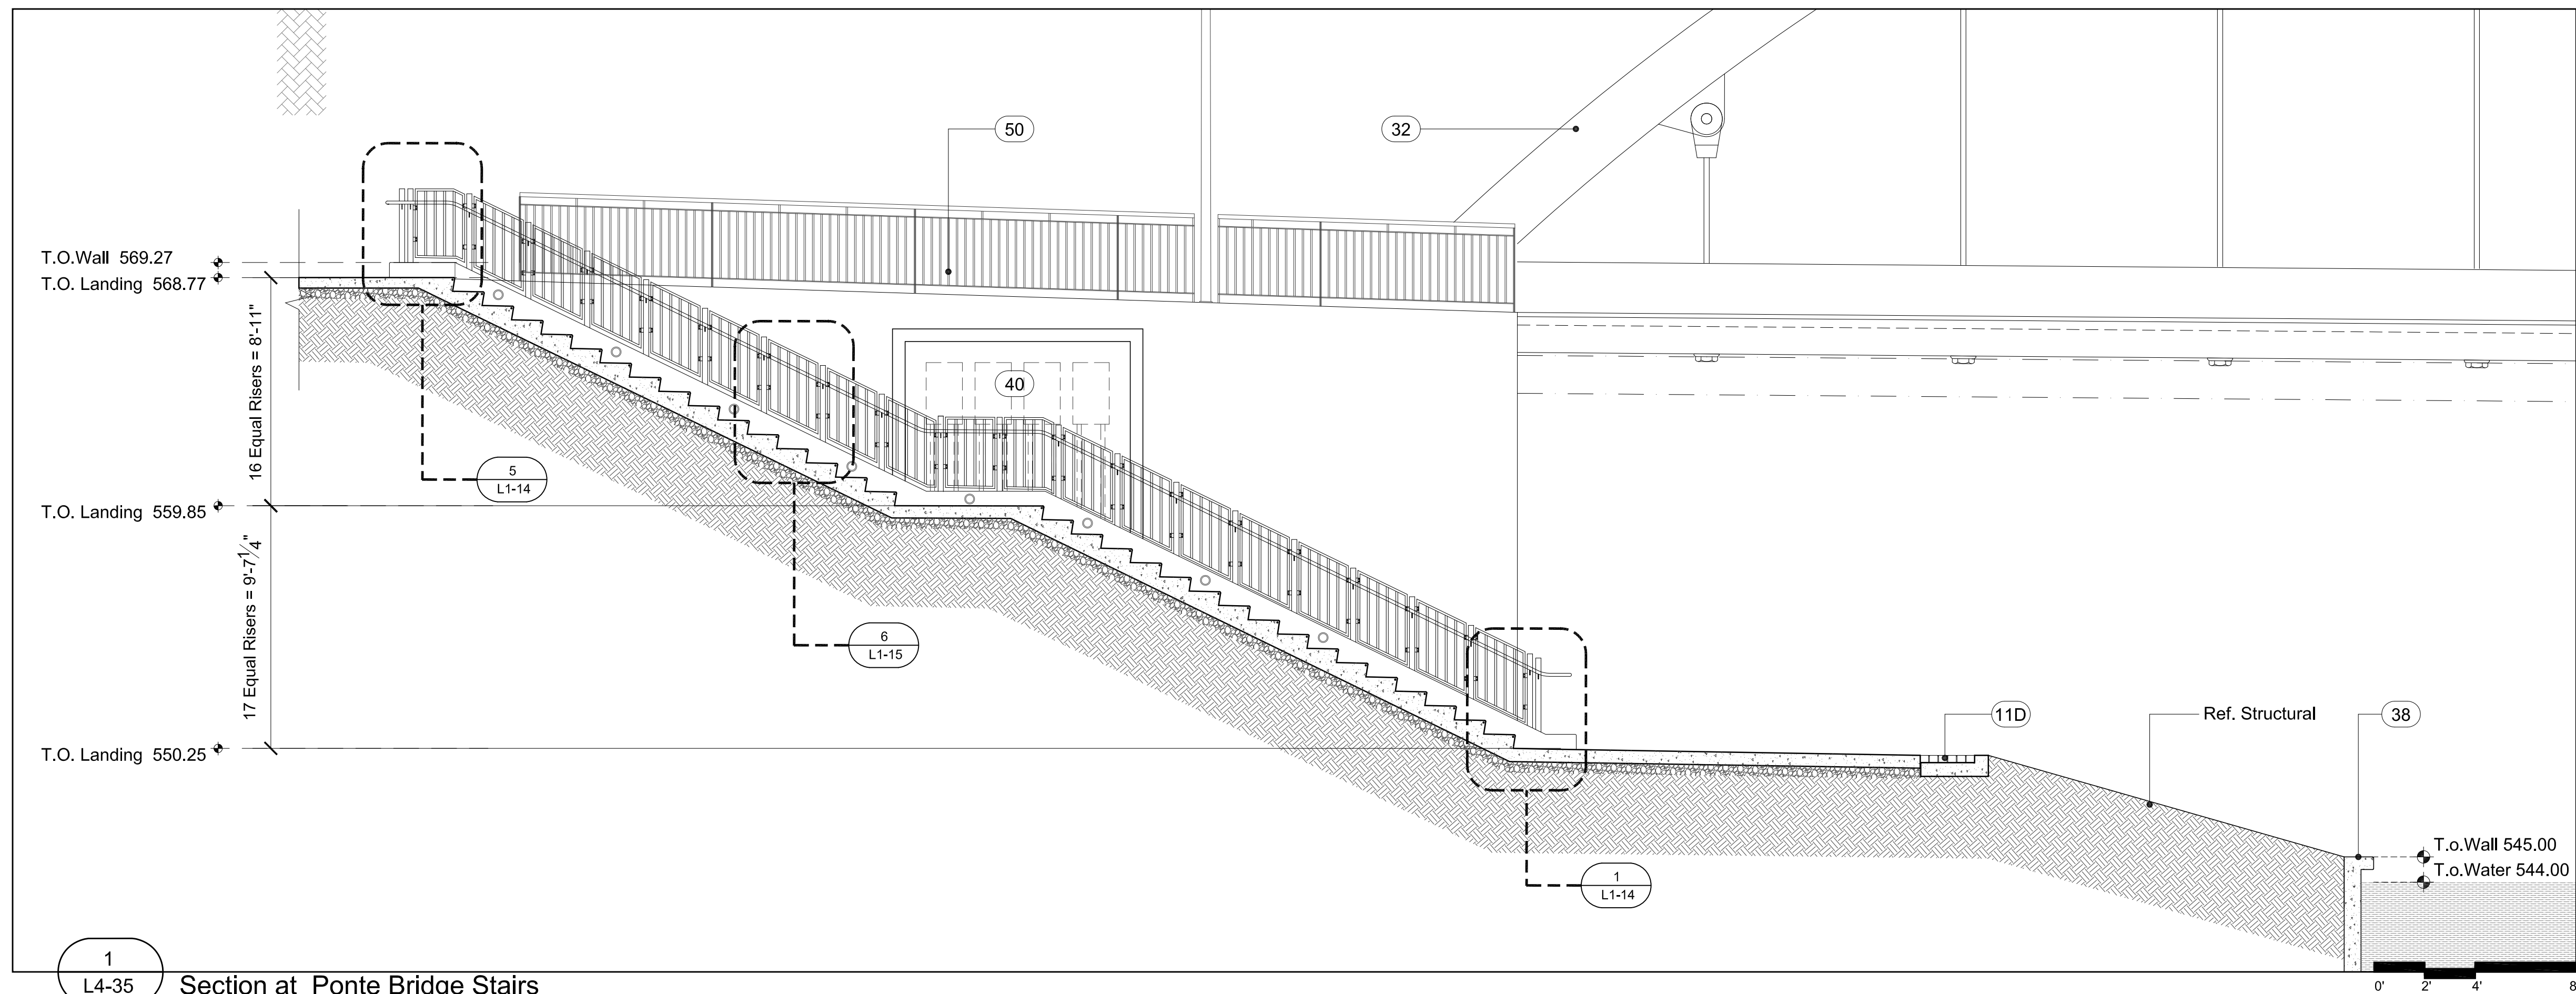 50
32
T.O.Wall 569.27
T.O. Landing 568.77
16 Equal Risers = 8'-11"
40
5
L1-14
T.O. Landing 559.85
17 Equal Risers = 9'-7 1/4"
6
L1-15
11D
Ref. Structural
38
T.O. Landing 550.25
T.o.Wall 545.00
T.o.Water 544.00
1
L1-14
1
L4-35
Section at Ponte Bridge Stairs
0' 2' 4' 8